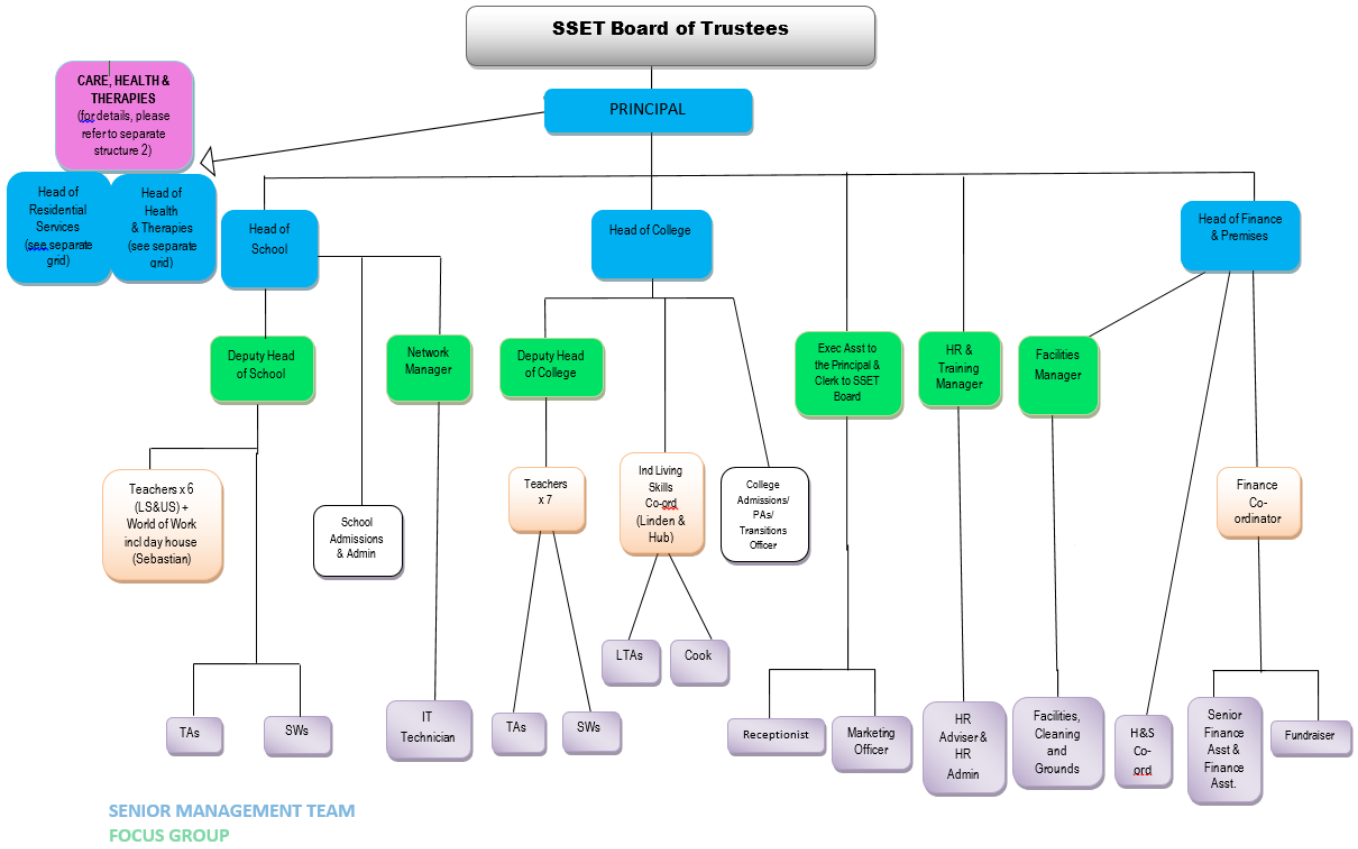 SSET Board of Trustees
PRINCIPAL
CARE, HEALTH &
THERAPIES
(for details, please
refer to separate
structure 2)
Head of
Residential
Services
(see separate
grid)
Head of
Health
& Therapies
(see separate
grid)
Head of
School
Head of College
Head of Finance
& Premises
Deputy Head
of School
Network
Manager
Deputy Head
of College
Exec Asst to
the Principal &
Clerk to SSET
Board
HR &
Training
Manager
Facilities
Manager
Teachers x 6
(LS&US) +
World of Work
incl day house
(Sebastian)
School
Admissions
& Admin
Teachers
x 7
Ind Living
Skills
Co-ord
(Linden &
Hub)
College
Admissions/
PAs/
Transitions
Officer
Finance
Co-
ordinator
LTAs
Cook
TAs
SWs
IT
Technician
TAs
SWs
Receptionist
Marketing
Officer
HR
Adviser &
HR
Admin
Facilities,
Cleaning
and
Grounds
H&S
Co-
ord
Senior
Finance
Asst &
Finance
Asst.
Fundraiser
SENIOR MANAGEMENT TEAM
FOCUS GROUP